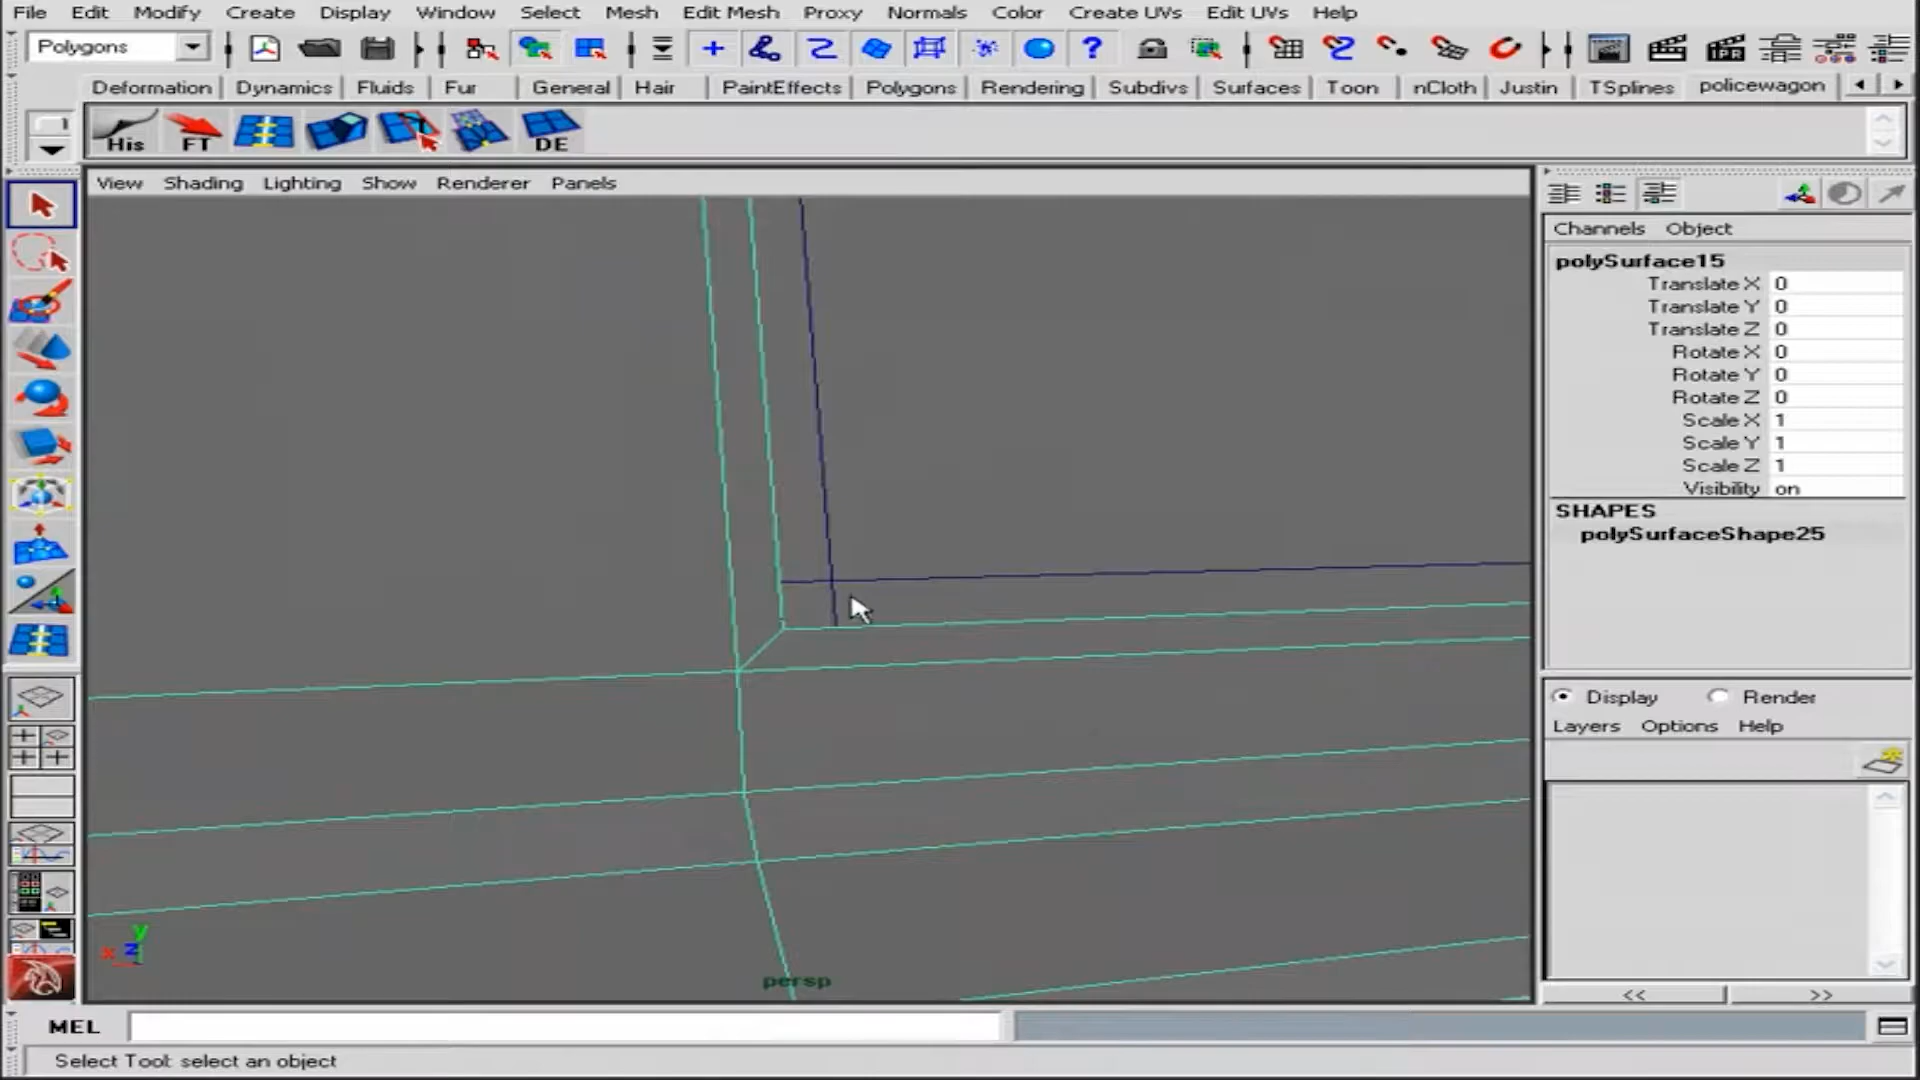 File Edit Modify Create Display Window Select Mesh Edit Mesh Proxy Normals Color Create UVs Edit UVs Help
Polygons
IPR
Deformation Dynamics Fluids Fur General Hair PaintEffects Polygons Rendering Subdivs Surfaces Toon nCloth Justin TSplines policewagon
1
His FT DE
View Shading Lighting Show Renderer Panels
Channels Object
polySurface15
Translate X 0
Translate Y 0
Translate Z 0
Rotate X 0
Rotate Y 0
Rotate Z 0
Scale X 1
Scale Y 1
Scale Z 1
Visibility on
SHAPES
polySurfaceShape25
Display Render
Layers Options Help
y
x z
persp
<< >>
MEL
Select Tool: select an object